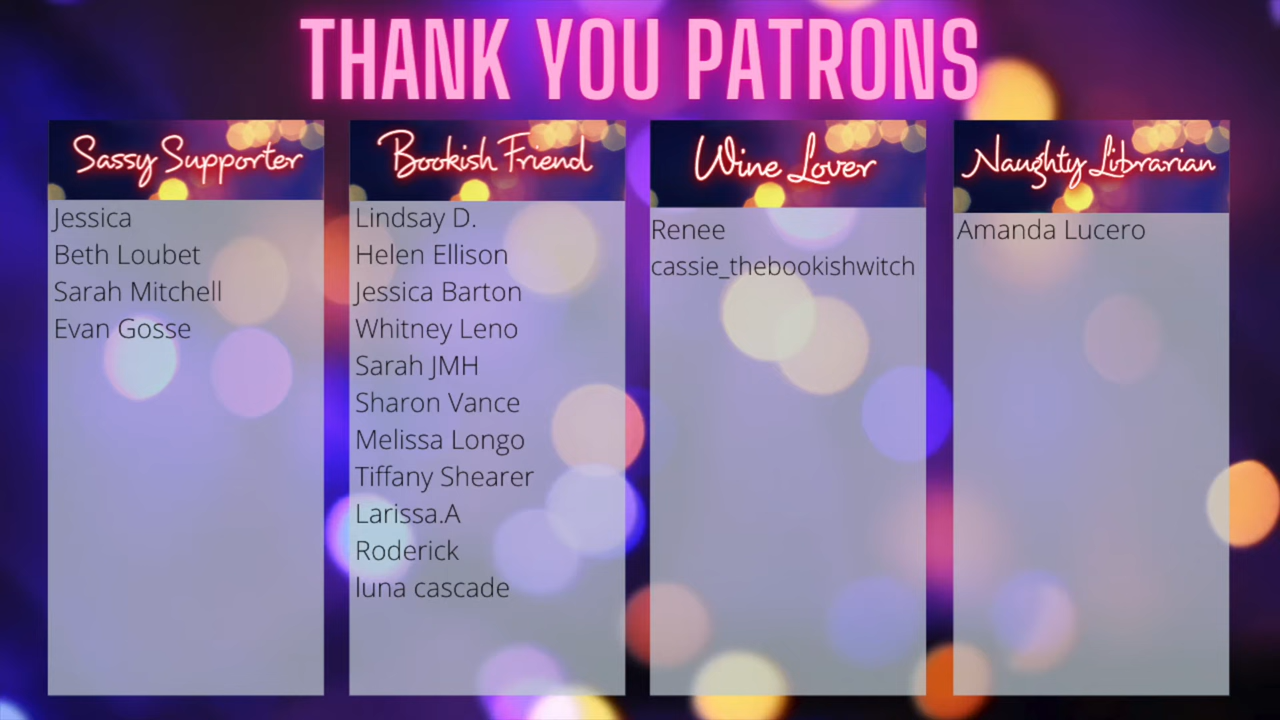 THANK YOU PATRONS
Sassy Supporter
Jessica
Beth Loubet
Sarah Mitchell
Evan Gosse
Bookish Friend
Lindsay D.
Helen Ellison
Jessica Barton
Whitney Leno
Sarah JMH
Sharon Vance
Melissa Longo
Tiffany Shearer
Larissa.A
Roderick
luna cascade
Wine Lover
Renee
cassie_thebookishwitch
Naughty Librarian
Amanda Lucero